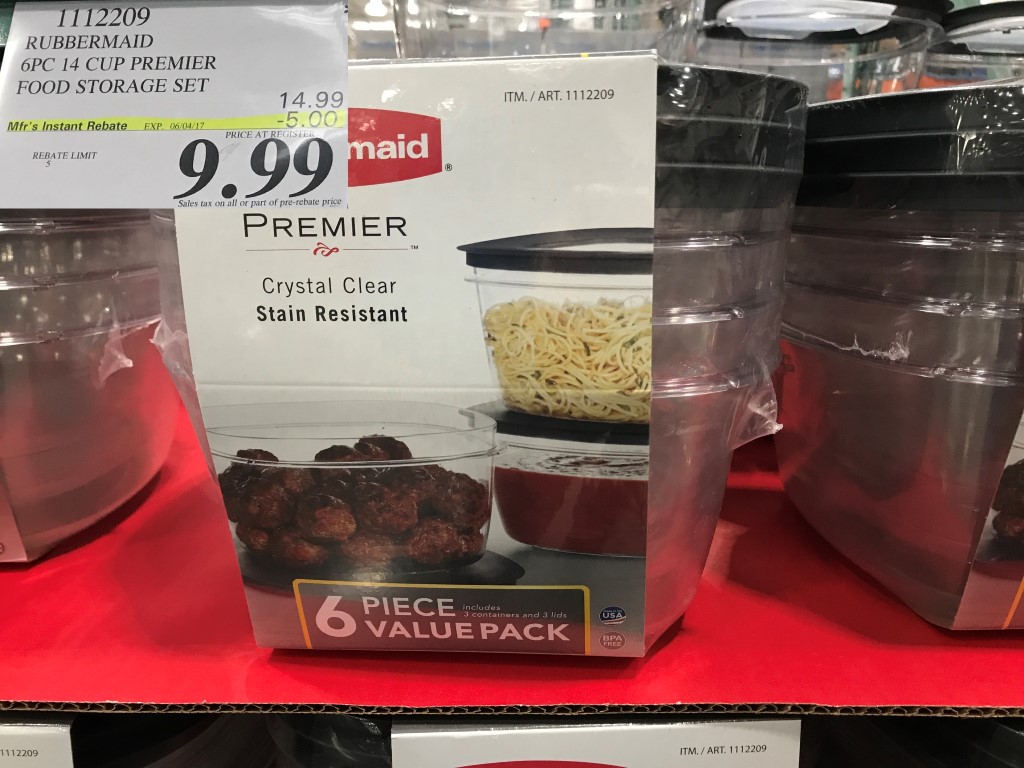 1112209
RUBBERMAID
6PC 14 CUP PREMIER
FOOD STORAGE SET
14.99
Mfr's Instant Rebate EXP. 06/04/17 -5.00
PRICE AT REGISTER
REBATE LIMIT
5
9.99
Sales tax on all or part of pre-rebate price
ITM. / ART. 1112209
maid®
PREMIER™
Crystal Clear
Stain Resistant
6 PIECE includes
3 containers and 3 lids
VALUE PACK
USA
BPA
FREE
1112209
ITM. / ART. 1112209